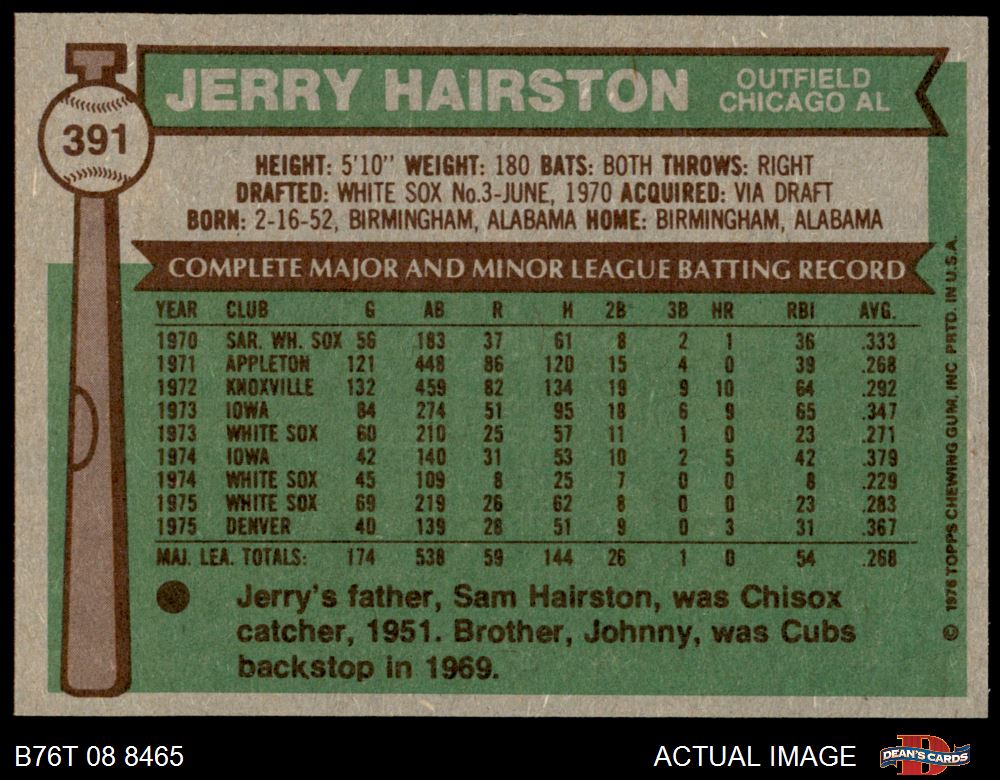 391
JERRY HAIRSTON
OUTFIELD
CHICAGO AL
HEIGHT: 5'10" WEIGHT: 180 BATS: BOTH THROWS: RIGHT
DRAFTED: WHITE SOX No.3-JUNE, 1970 ACQUIRED: VIA DRAFT
BORN: 2-16-52, BIRMINGHAM, ALABAMA HOME: BIRMINGHAM, ALABAMA
COMPLETE MAJOR AND MINOR LEAGUE BATTING RECORD
YEAR CLUB G AB R H 2B 3B HR RBI AVG.
1970 SAR. WH. SOX 56 183 37 61 8 2 1 36 .333
1971 APPLETON 121 448 86 120 15 4 0 39 .268
1972 KNOXVILLE 132 459 82 134 19 9 10 64 .292
1973 IOWA 84 274 51 95 18 6 9 65 .347
1973 WHITE SOX 60 210 25 57 11 1 0 23 .271
1974 IOWA 42 140 31 53 10 2 5 42 .379
1974 WHITE SOX 45 109 8 25 7 0 0 8 .229
1975 WHITE SOX 69 219 26 62 8 0 0 23 .283
1975 DENVER 40 139 28 51 9 0 3 31 .367
MAJ. LEA. TOTALS: 174 538 59 144 26 1 0 54 .268
Jerry's father, Sam Hairston, was Chisox
catcher, 1951. Brother, Johnny, was Cubs
backstop in 1969.
© 1976 TOPPS CHEWING GUM, INC. PRTD. IN U.S.A.
B76T 08 8465
ACTUAL IMAGE
DEAN'S CARDS